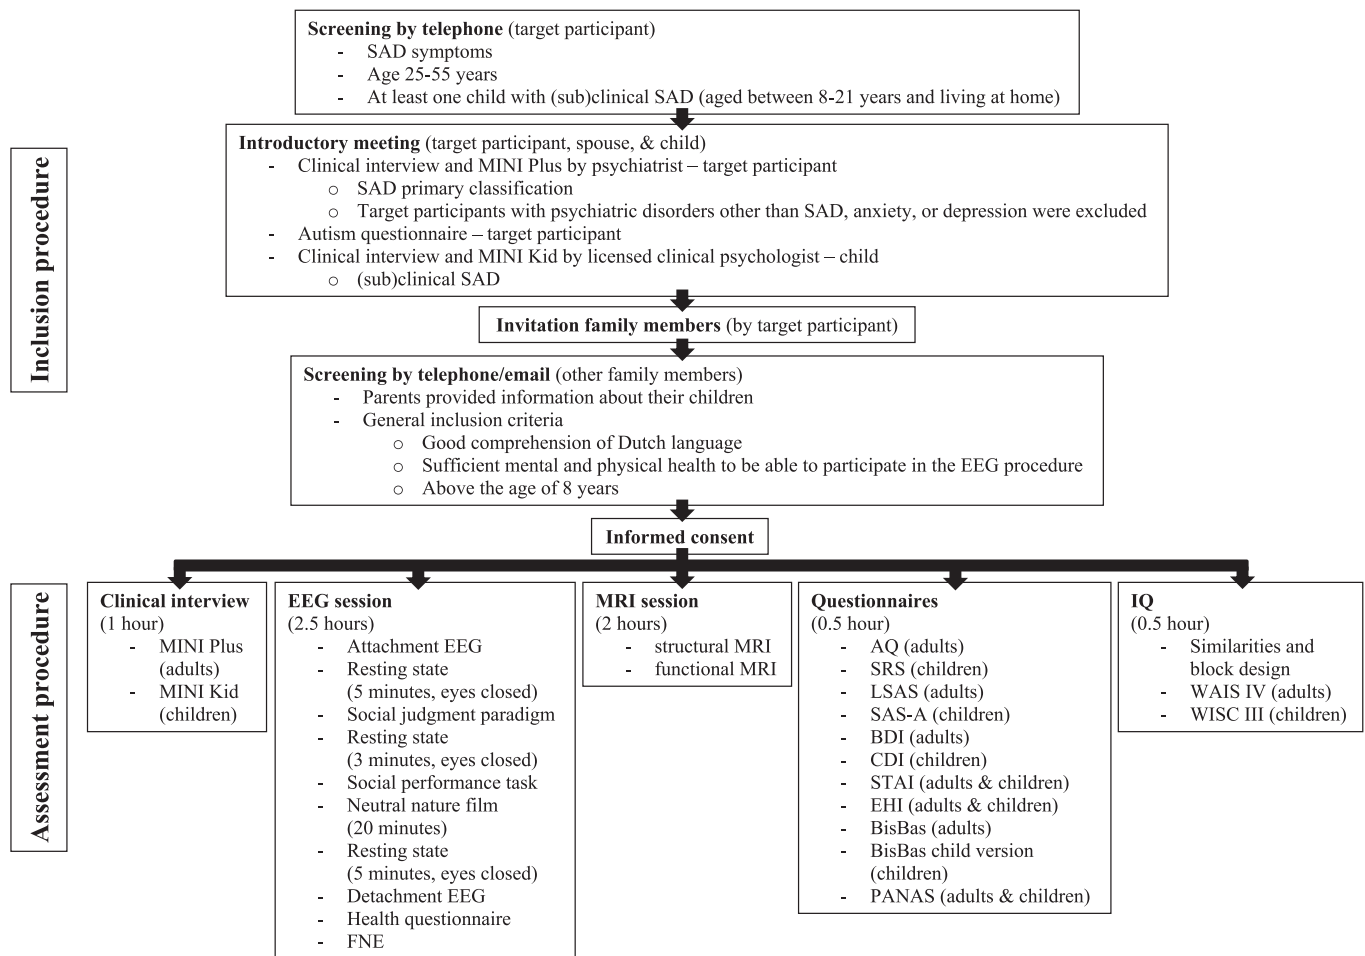 Screening by telephone (target participant)
- SAD symptoms
- Age 25-55 years
- At least one child with (sub)clinical SAD (aged between 8-21 years and living at home)
Inclusion procedure
Introductory meeting (target participant, spouse, & child)
- Clinical interview and MINI Plus by psychiatrist – target participant
o SAD primary classification
o Target participants with psychiatric disorders other than SAD, anxiety, or depression were excluded
- Autism questionnaire – target participant
- Clinical interview and MINI Kid by licensed clinical psychologist – child
o (sub)clinical SAD
Invitation family members (by target participant)
Screening by telephone/email (other family members)
- Parents provided information about their children
- General inclusion criteria
o Good comprehension of Dutch language
o Sufficient mental and physical health to be able to participate in the EEG procedure
o Above the age of 8 years
Informed consent
Assessment procedure
Clinical interview
(1 hour)
- MINI Plus
(adults)
- MINI Kid
(children)
EEG session
(2.5 hours)
- Attachment EEG
- Resting state
(5 minutes, eyes closed)
- Social judgment paradigm
- Resting state
(3 minutes, eyes closed)
- Social performance task
- Neutral nature film
(20 minutes)
- Resting state
(5 minutes, eyes closed)
- Detachment EEG
- Health questionnaire
- FNE
MRI session
(2 hours)
- structural MRI
- functional MRI
Questionnaires
(0.5 hour)
- AQ (adults)
- SRS (children)
- LSAS (adults)
- SAS-A (children)
- BDI (adults)
- CDI (children)
- STAI (adults & children)
- EHI (adults & children)
- BisBas (adults)
- BisBas child version
(children)
- PANAS (adults & children)
IQ
(0.5 hour)
- Similarities and
block design
- WAIS IV (adults)
- WISC III (children)